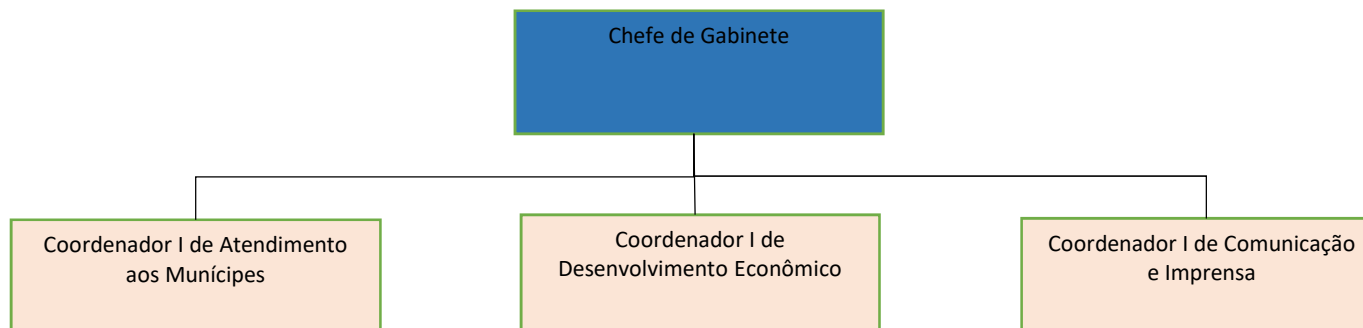 Chefe de Gabinete
Coordenador I de Atendimento
aos Munícipes
Coordenador I de
Desenvolvimento Econômico
Coordenador I de Comunicação
e Imprensa